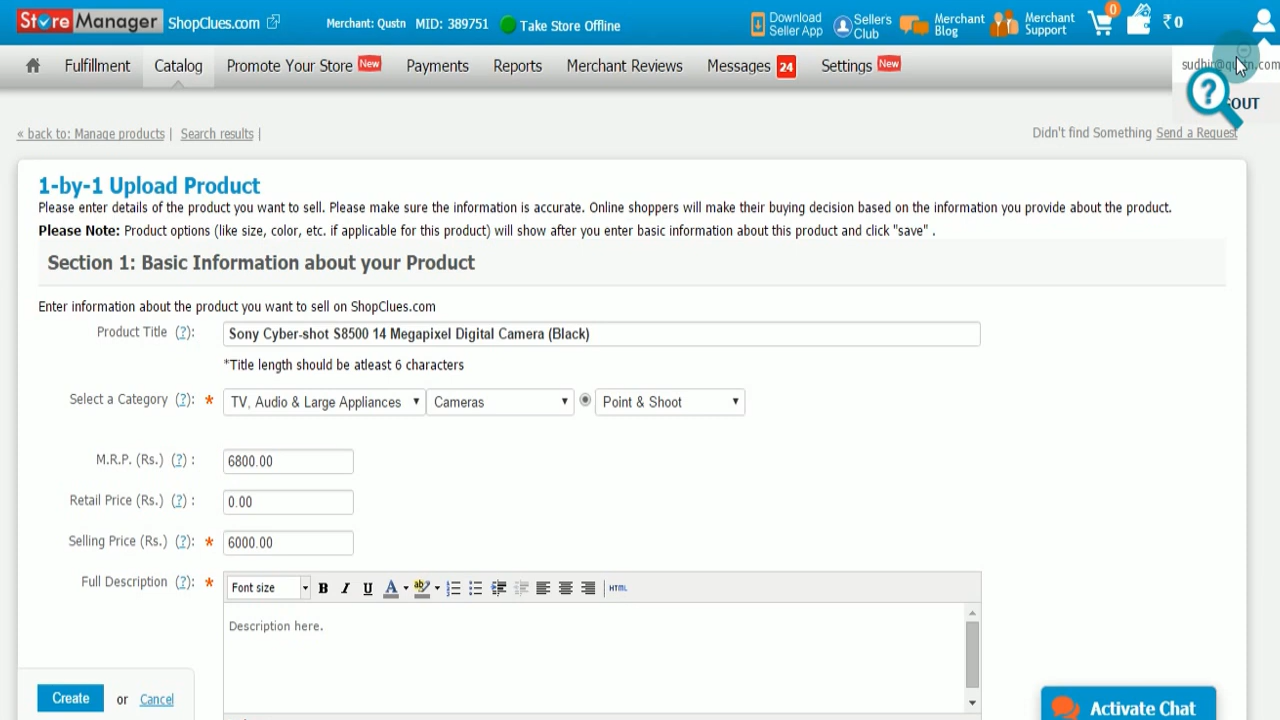 Store Manager ShopClues.com Merchant: Qustn MID: 389751 Take Store Offline Download Seller App Sellers Club Merchant Blog Merchant Support 0 ₹ 0
Fulfillment Catalog Promote Your Store New Payments Reports Merchant Reviews Messages 24 Settings New
sudhir@qustn.com
OUT
« back to: Manage products | Search results |
Didn't find Something Send a Request
1-by-1 Upload Product
Please enter details of the product you want to sell. Please make sure the information is accurate. Online shoppers will make their buying decision based on the information you provide about the product.
Please Note: Product options (like size, color, etc. if applicable for this product) will show after you enter basic information about this product and click "save" .
Section 1: Basic Information about your Product
Enter information about the product you want to sell on ShopClues.com
Product Title (?): Sony Cyber-shot S8500 14 Megapixel Digital Camera (Black)
*Title length should be atleast 6 characters
Select a Category (?): * TV, Audio & Large Appliances Cameras Point & Shoot
M.R.P. (Rs.) (?) : 6800.00
Retail Price (Rs.) (?) : 0.00
Selling Price (Rs.) (?): * 6000.00
Full Description (?): * Font size B I U A ab HTML
Description here.
Create or Cancel
Activate Chat